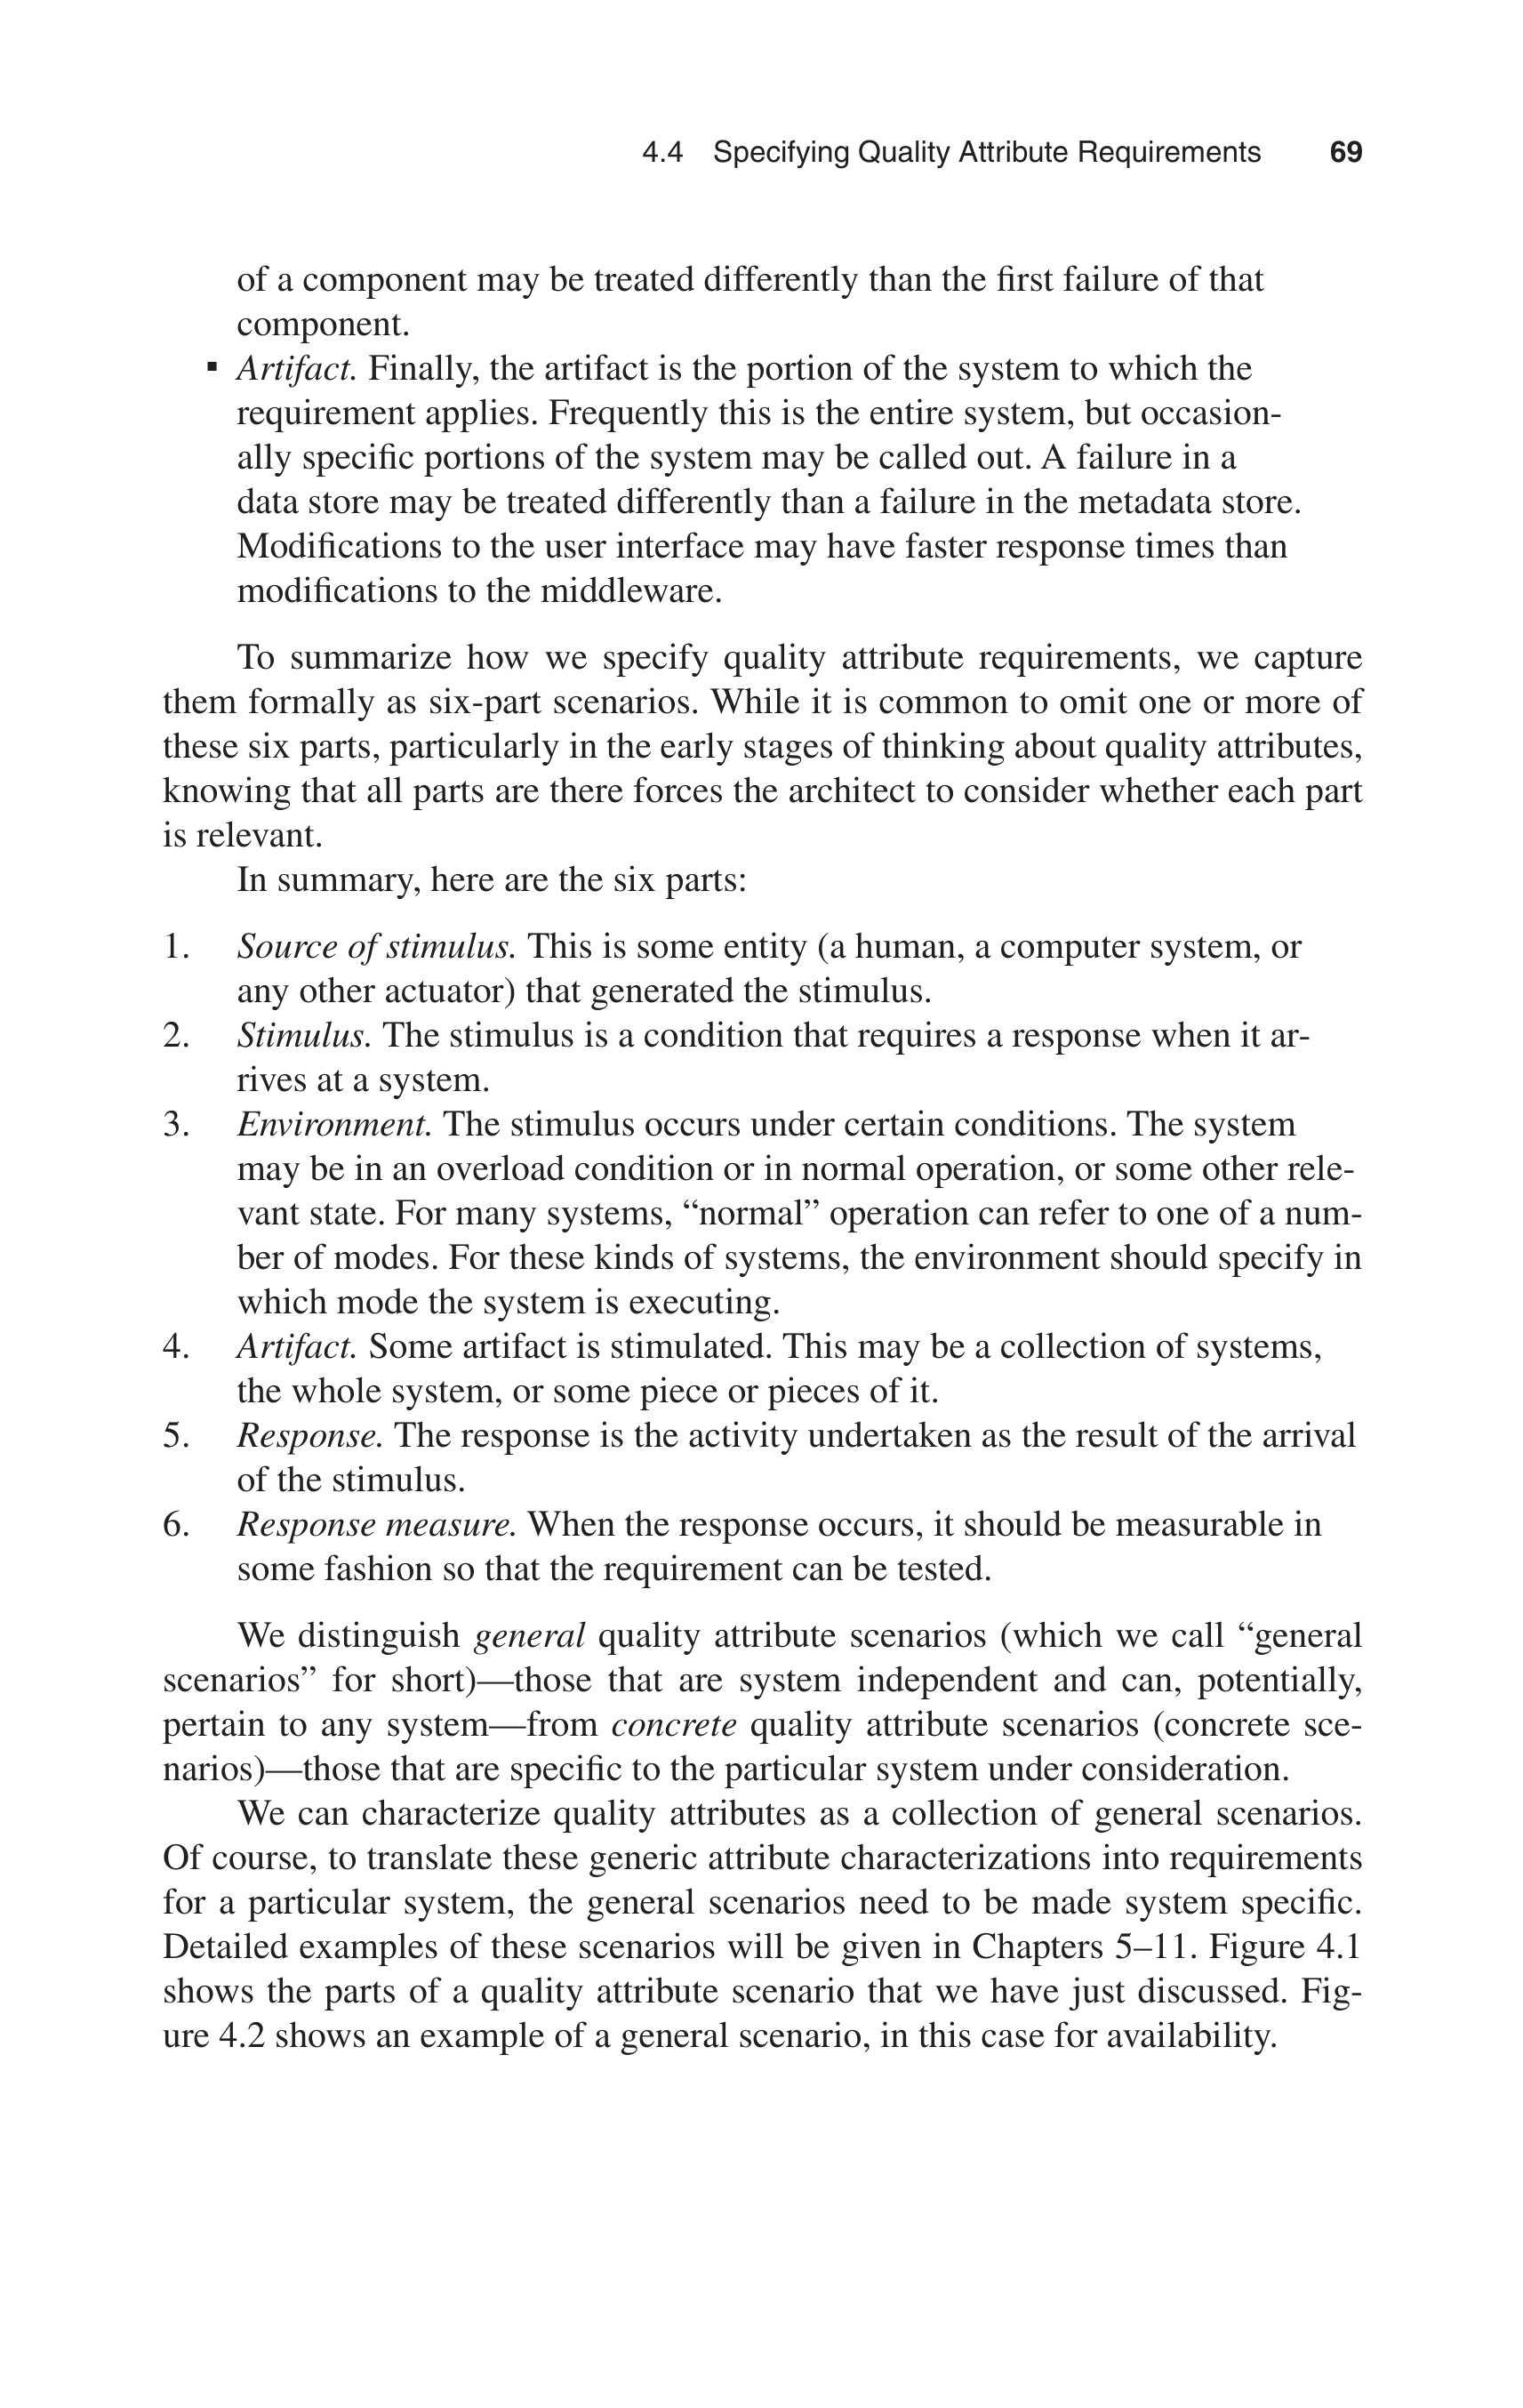 4.4 Specifying Quality Attribute Requirements 69
of a component may be treated differently than the first failure of that
component.
▪ Artifact. Finally, the artifact is the portion of the system to which the
requirement applies. Frequently this is the entire system, but occasion-
ally specific portions of the system may be called out. A failure in a
data store may be treated differently than a failure in the metadata store.
Modifications to the user interface may have faster response times than
modifications to the middleware.
To summarize how we specify quality attribute requirements, we capture
them formally as six-part scenarios. While it is common to omit one or more of
these six parts, particularly in the early stages of thinking about quality attributes,
knowing that all parts are there forces the architect to consider whether each part
is relevant.
In summary, here are the six parts:
1. Source of stimulus. This is some entity (a human, a computer system, or
any other actuator) that generated the stimulus.
2. Stimulus. The stimulus is a condition that requires a response when it ar-
rives at a system.
3. Environment. The stimulus occurs under certain conditions. The system
may be in an overload condition or in normal operation, or some other rele-
vant state. For many systems, “normal” operation can refer to one of a num-
ber of modes. For these kinds of systems, the environment should specify in
which mode the system is executing.
4. Artifact. Some artifact is stimulated. This may be a collection of systems,
the whole system, or some piece or pieces of it.
5. Response. The response is the activity undertaken as the result of the arrival
of the stimulus.
6. Response measure. When the response occurs, it should be measurable in
some fashion so that the requirement can be tested.
We distinguish general quality attribute scenarios (which we call “general
scenarios” for short)—those that are system independent and can, potentially,
pertain to any system—from concrete quality attribute scenarios (concrete sce-
narios)—those that are specific to the particular system under consideration.
We can characterize quality attributes as a collection of general scenarios.
Of course, to translate these generic attribute characterizations into requirements
for a particular system, the general scenarios need to be made system specific.
Detailed examples of these scenarios will be given in Chapters 5–11. Figure 4.1
shows the parts of a quality attribute scenario that we have just discussed. Fig-
ure 4.2 shows an example of a general scenario, in this case for availability.